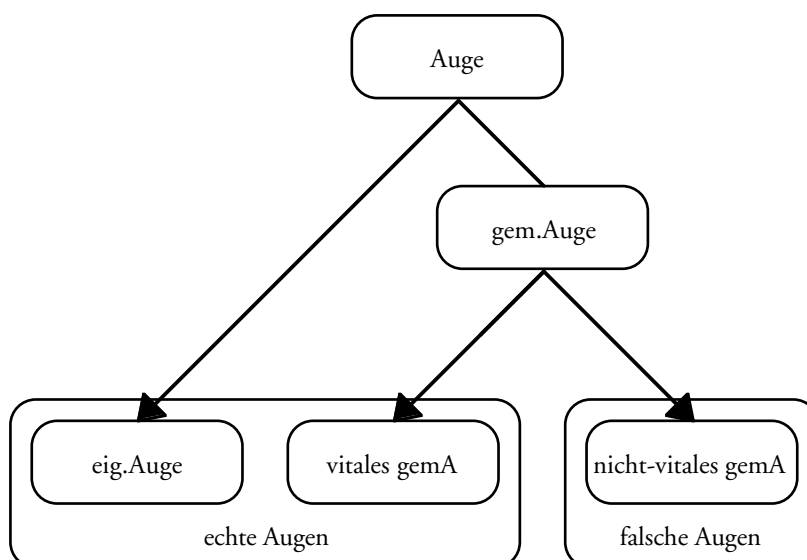 Auge
gem.Auge
eig.Auge
vitales gemA
nicht-vitales gemA
echte Augen
falsche Augen